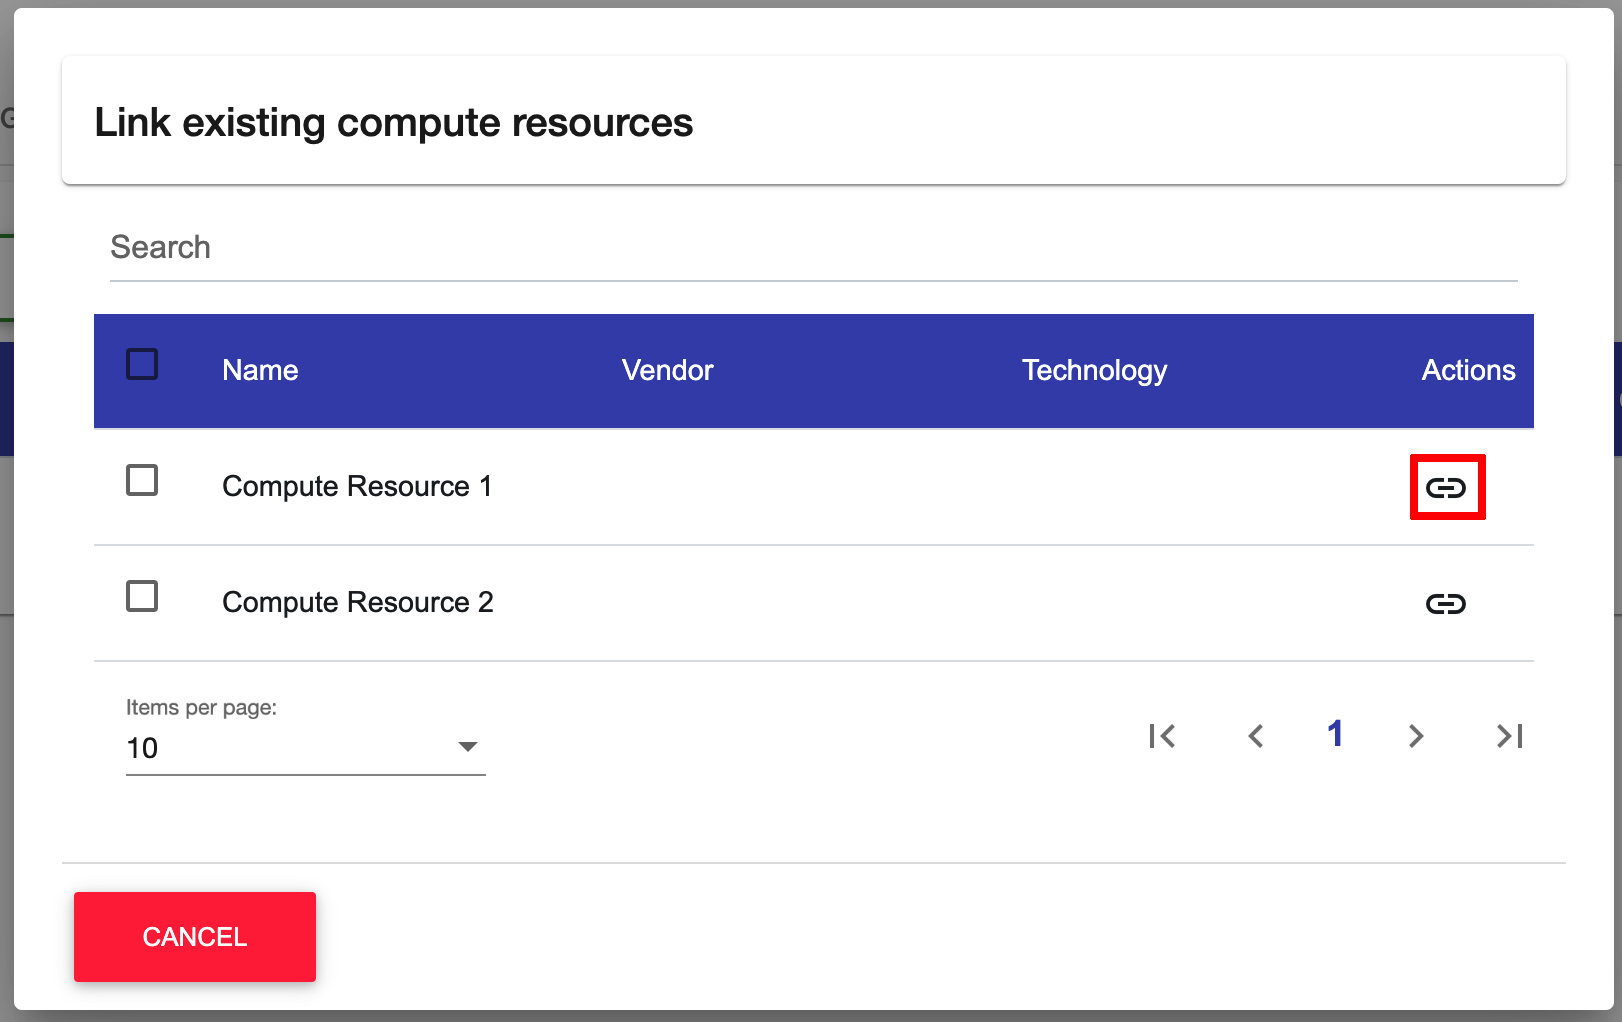 Link existing compute resources
Search
Name Vendor Technology Actions
Compute Resource 1
Compute Resource 2
Items per page:
10
1
CANCEL